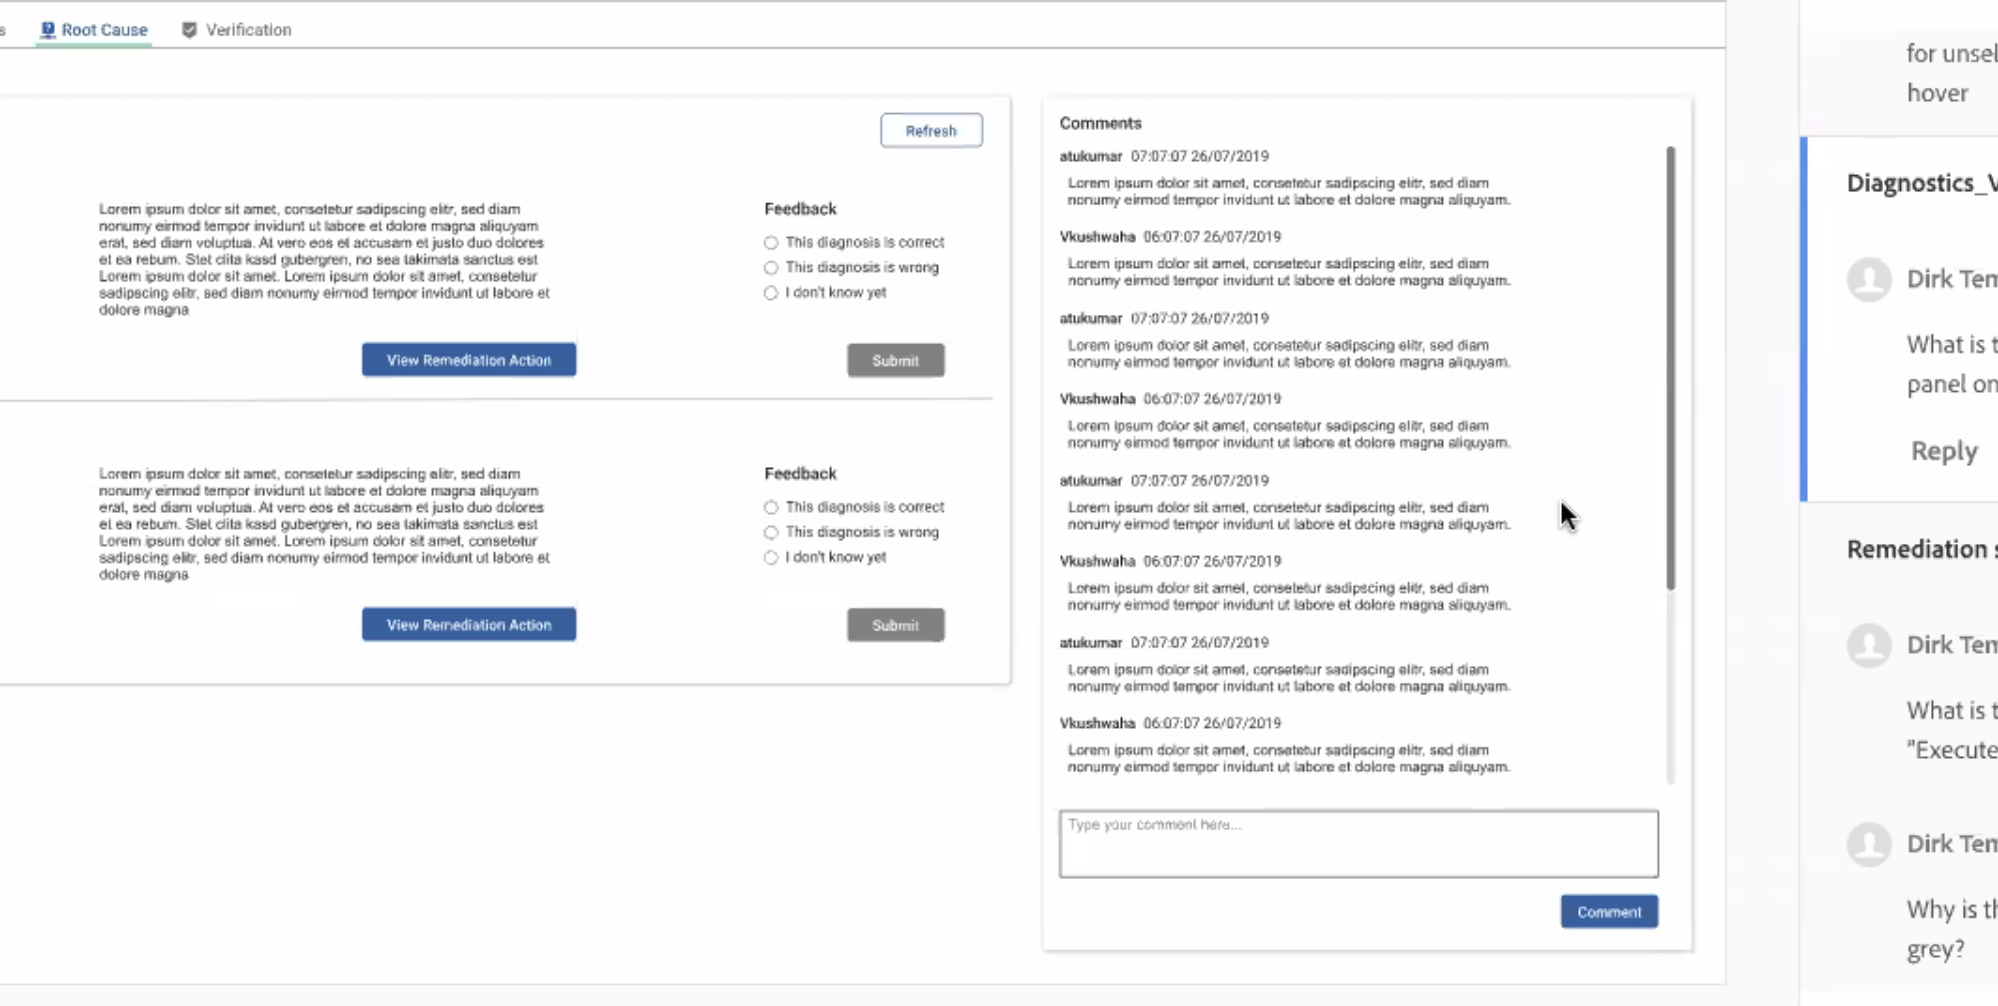 Root Cause
Verification
Refresh
Lorem ipsum dolor sit amet, consetetur sadipscing elitr, sed diam
nonumy eirmod tempor invidunt ut labore et dolore magna aliquyam
erat, sed diam voluptua. At vero eos et accusam et justo duo dolores
et ea rebum. Stet clita kasd gubergren, no sea takimata sanctus est
Lorem ipsum dolor sit amet. Lorem ipsum dolor sit amet, consetetur
sadipscing elitr, sed diam nonumy eirmod tempor invidunt ut labore et
dolore magna
View Remediation Action
Feedback
This diagnosis is correct
This diagnosis is wrong
I don't know yet
Submit
Lorem ipsum dolor sit amet, consetetur sadipscing elitr, sed diam
nonumy eirmod tempor invidunt ut labore et dolore magna aliquyam
erat, sed diam voluptua. At vero eos et accusam et justo duo dolores
et ea rebum. Stet clita kasd gubergren, no sea takimata sanctus est
Lorem ipsum dolor sit amet. Lorem ipsum dolor sit amet, consetetur
sadipscing elitr, sed diam nonumy eirmod tempor invidunt ut labore et
dolore magna
View Remediation Action
Feedback
This diagnosis is correct
This diagnosis is wrong
I don't know yet
Submit
Comments
atukumar 07:07:07 26/07/2019
Lorem ipsum dolor sit amet, consetetur sadipscing elitr, sed diam
nonumy eirmod tempor invidunt ut labore et dolore magna aliquyam.
Vkushwaha 06:07:07 26/07/2019
Lorem ipsum dolor sit amet, consetetur sadipscing elitr, sed diam
nonumy eirmod tempor invidunt ut labore et dolore magna aliquyam.
atukumar 07:07:07 26/07/2019
Lorem ipsum dolor sit amet, consetetur sadipscing elitr, sed diam
nonumy eirmod tempor invidunt ut labore et dolore magna aliquyam.
Vkushwaha 06:07:07 26/07/2019
Lorem ipsum dolor sit amet, consetetur sadipscing elitr, sed diam
nonumy eirmod tempor invidunt ut labore et dolore magna aliquyam.
atukumar 07:07:07 26/07/2019
Lorem ipsum dolor sit amet, consetetur sadipscing elitr, sed diam
nonumy eirmod tempor invidunt ut labore et dolore magna aliquyam.
Vkushwaha 06:07:07 26/07/2019
Lorem ipsum dolor sit amet, consetetur sadipscing elitr, sed diam
nonumy eirmod tempor invidunt ut labore et dolore magna aliquyam.
atukumar 07:07:07 26/07/2019
Lorem ipsum dolor sit amet, consetetur sadipscing elitr, sed diam
nonumy eirmod tempor invidunt ut labore et dolore magna aliquyam.
Vkushwaha 06:07:07 26/07/2019
Lorem ipsum dolor sit amet, consetetur sadipscing elitr, sed diam
nonumy eirmod tempor invidunt ut labore et dolore magna aliquyam.
Type your comment here...
Comment
for unsel
hover
Diagnostics_V
Dirk Tem
What is t
panel on
Reply
Remediation s
Dirk Tem
What is t
"Execute
Dirk Tem
Why is th
grey?